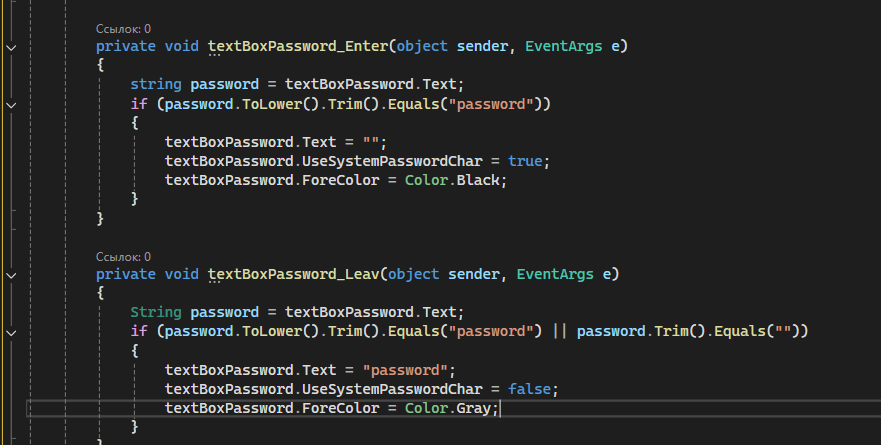 Ссылок: 0
private void textBoxPassword_Enter(object sender, EventArgs e)
{
string password = textBoxPassword.Text;
if (password.ToLower().Trim().Equals("password"))
{
textBoxPassword.Text = "";
textBoxPassword.UseSystemPasswordChar = true;
textBoxPassword.ForeColor = Color.Black;
}
}
Ссылок: 0
private void textBoxPassword_Leav(object sender, EventArgs e)
{
String password = textBoxPassword.Text;
if (password.ToLower().Trim().Equals("password") || password.Trim().Equals(""))
{
textBoxPassword.Text = "password";
textBoxPassword.UseSystemPasswordChar = false;
textBoxPassword.ForeColor = Color.Gray;
}
}